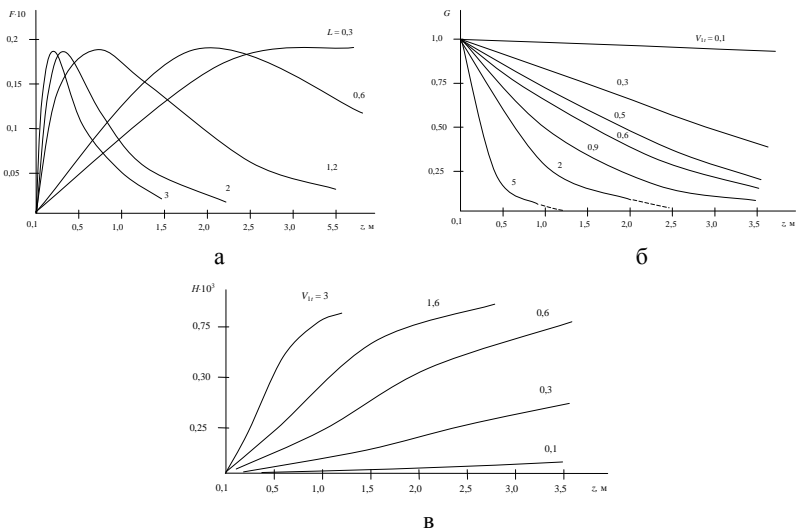 F·10
0,2
0,15
0,1
0,05
L = 0,3
0,6
1,2
2
3
0,1 0,5 1,0 1,5 2,0 2,5 3,0 5,5 z, м
а
G
1,0
0,75
0,50
0,25
V₁ₜ = 0,1
0,3
0,5
0,6
0,9
2
5
0,1 0,5 1,0 1,5 2,0 2,5 3,0 3,5 z, м
б
H·10³
0,75
0,30
0,25
V₁ₜ = 3
1,6
0,6
0,3
0,1
0,1 0,5 1,0 1,5 2,0 2,5 3,0 3,5 z, м
в